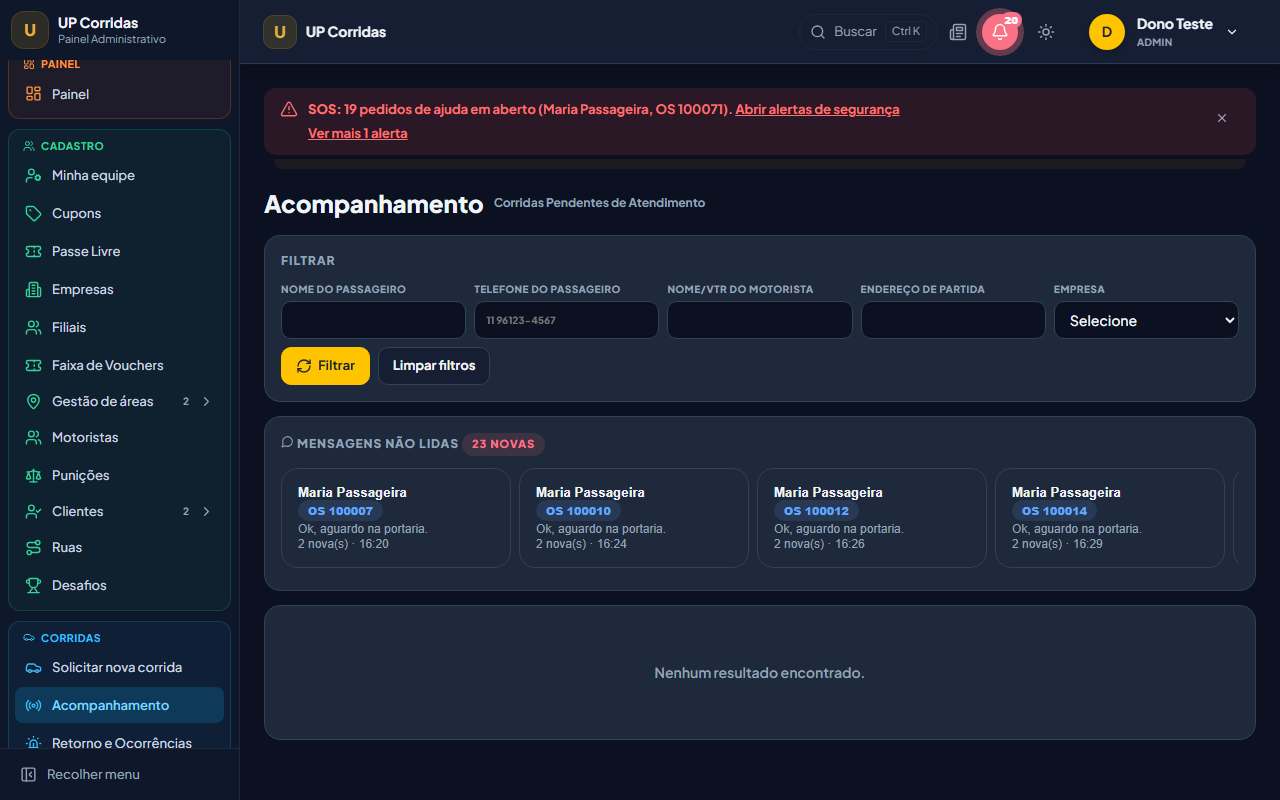 U UP Corridas
Painel Administrativo
PAINEL
Painel
CADASTRO
Minha equipe
Cupons
Passe Livre
Empresas
Filiais
Faixa de Vouchers
Gestão de áreas 2
Motoristas
Punições
Clientes 2
Ruas
Desafios
CORRIDAS
Solicitar nova corrida
Acompanhamento
Retorno e Ocorrências
Recolher menu
U UP Corridas
Buscar Ctrl K
20
D Dono Teste
ADMIN
SOS: 19 pedidos de ajuda em aberto (Maria Passageira, OS 100071). Abrir alertas de segurança
Ver mais 1 alerta
Acompanhamento Corridas Pendentes de Atendimento
FILTRAR
NOME DO PASSAGEIRO TELEFONE DO PASSAGEIRO NOME/VTR DO MOTORISTA ENDEREÇO DE PARTIDA EMPRESA
11 96123-4567 Selecione
Filtrar Limpar filtros
MENSAGENS NÃO LIDAS 23 NOVAS
Maria Passageira
OS 100007
Ok, aguardo na portaria.
2 nova(s) · 16:20
Maria Passageira
OS 100010
Ok, aguardo na portaria.
2 nova(s) · 16:24
Maria Passageira
OS 100012
Ok, aguardo na portaria.
2 nova(s) · 16:26
Maria Passageira
OS 100014
Ok, aguardo na portaria.
2 nova(s) · 16:29
Nenhum resultado encontrado.